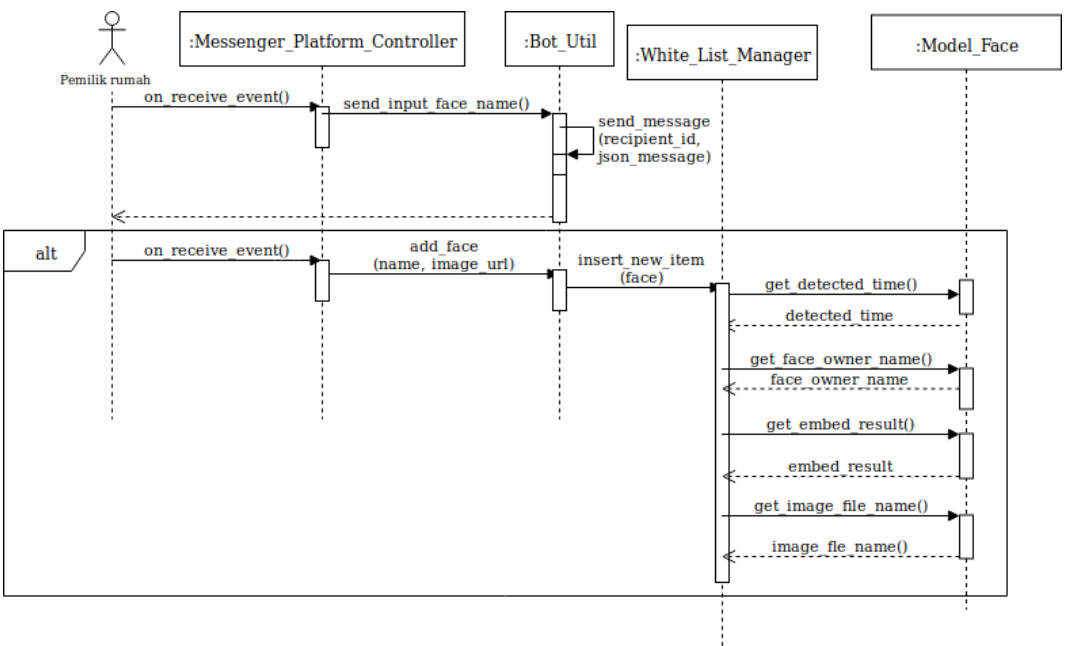 :Messenger_Platform_Controller
:Bot_Util
:White_List_Manager
:Model_Face
Pemilik rumah
on_receive_event()
send_input_face_name()
send_message
(recipient_id,
json_message)
alt
on_receive_event()
add_face
(name, image_url)
insert_new_item
(face)
get_detected_time()
detected_time
get_face_owner_name()
face_owner_name
get_embed_result()
embed_result
get_image_file_name()
image_fle_name()